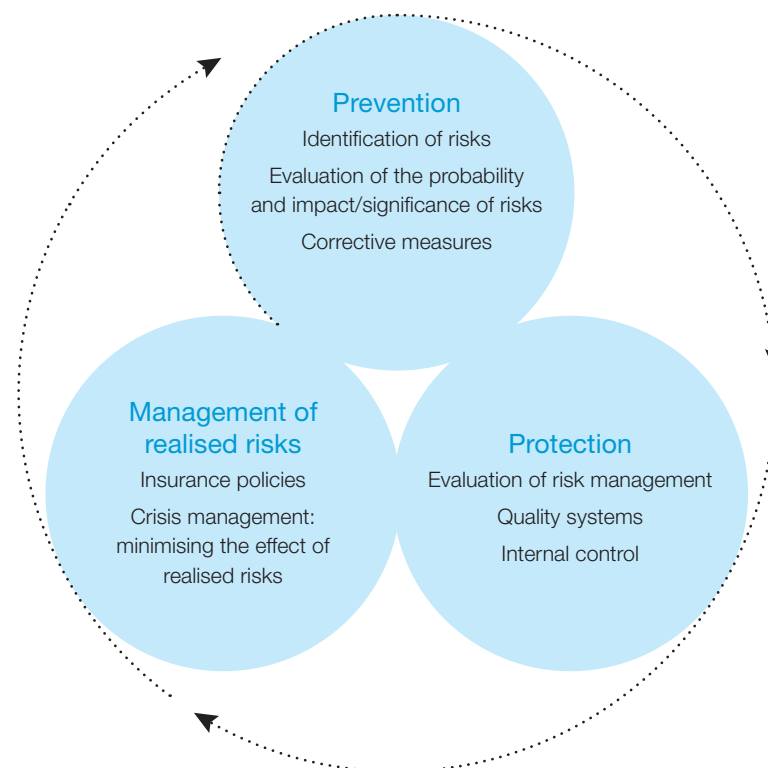 Prevention
Identification of risks
Evaluation of the probability
and impact/significance of risks
Corrective measures
Management of
realised risks
Insurance policies
Crisis management:
minimising the effect of
realised risks
Protection
Evaluation of risk management
Quality systems
Internal control